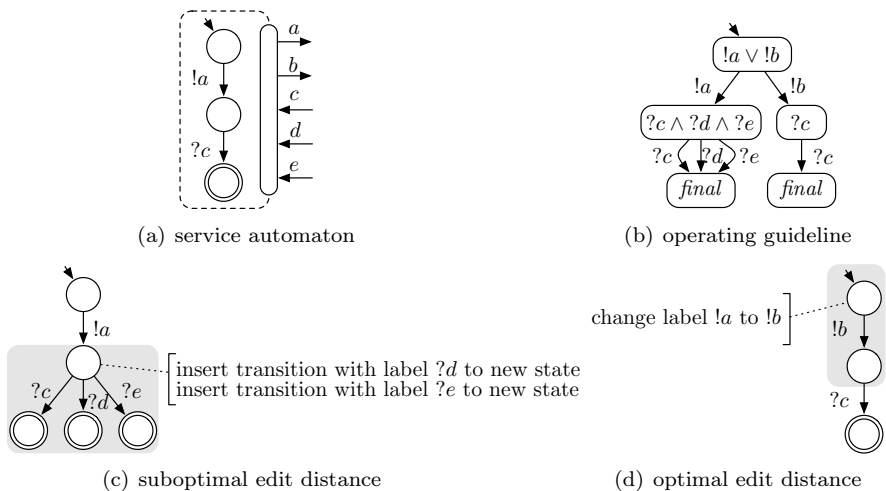 a
!a
b
c
?c
d
e
(a) service automaton
!a ∨ !b
!a
!b
?c ∧ ?d ∧ ?e
?c
?c
?d
?e
?c
final
final
(b) operating guideline
!a
insert transition with label ?d to new state
insert transition with label ?e to new state
?c
?d
?e
(c) suboptimal edit distance
change label !a to !b
!b
?c
(d) optimal edit distance